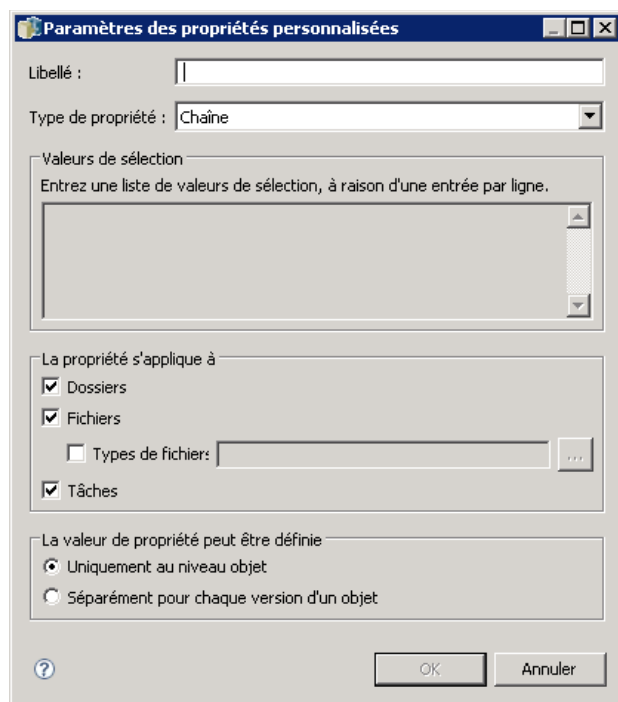 Paramètres des propriétés personnalisées
Libellé :
Type de propriété : Chaîne
Valeurs de sélection
Entrez une liste de valeurs de sélection, à raison d'une entrée par ligne.
La propriété s'applique à
Dossiers
Fichiers
Types de fichiers ...
Tâches
La valeur de propriété peut être définie
Uniquement au niveau objet
Séparément pour chaque version d'un objet
? OK Annuler